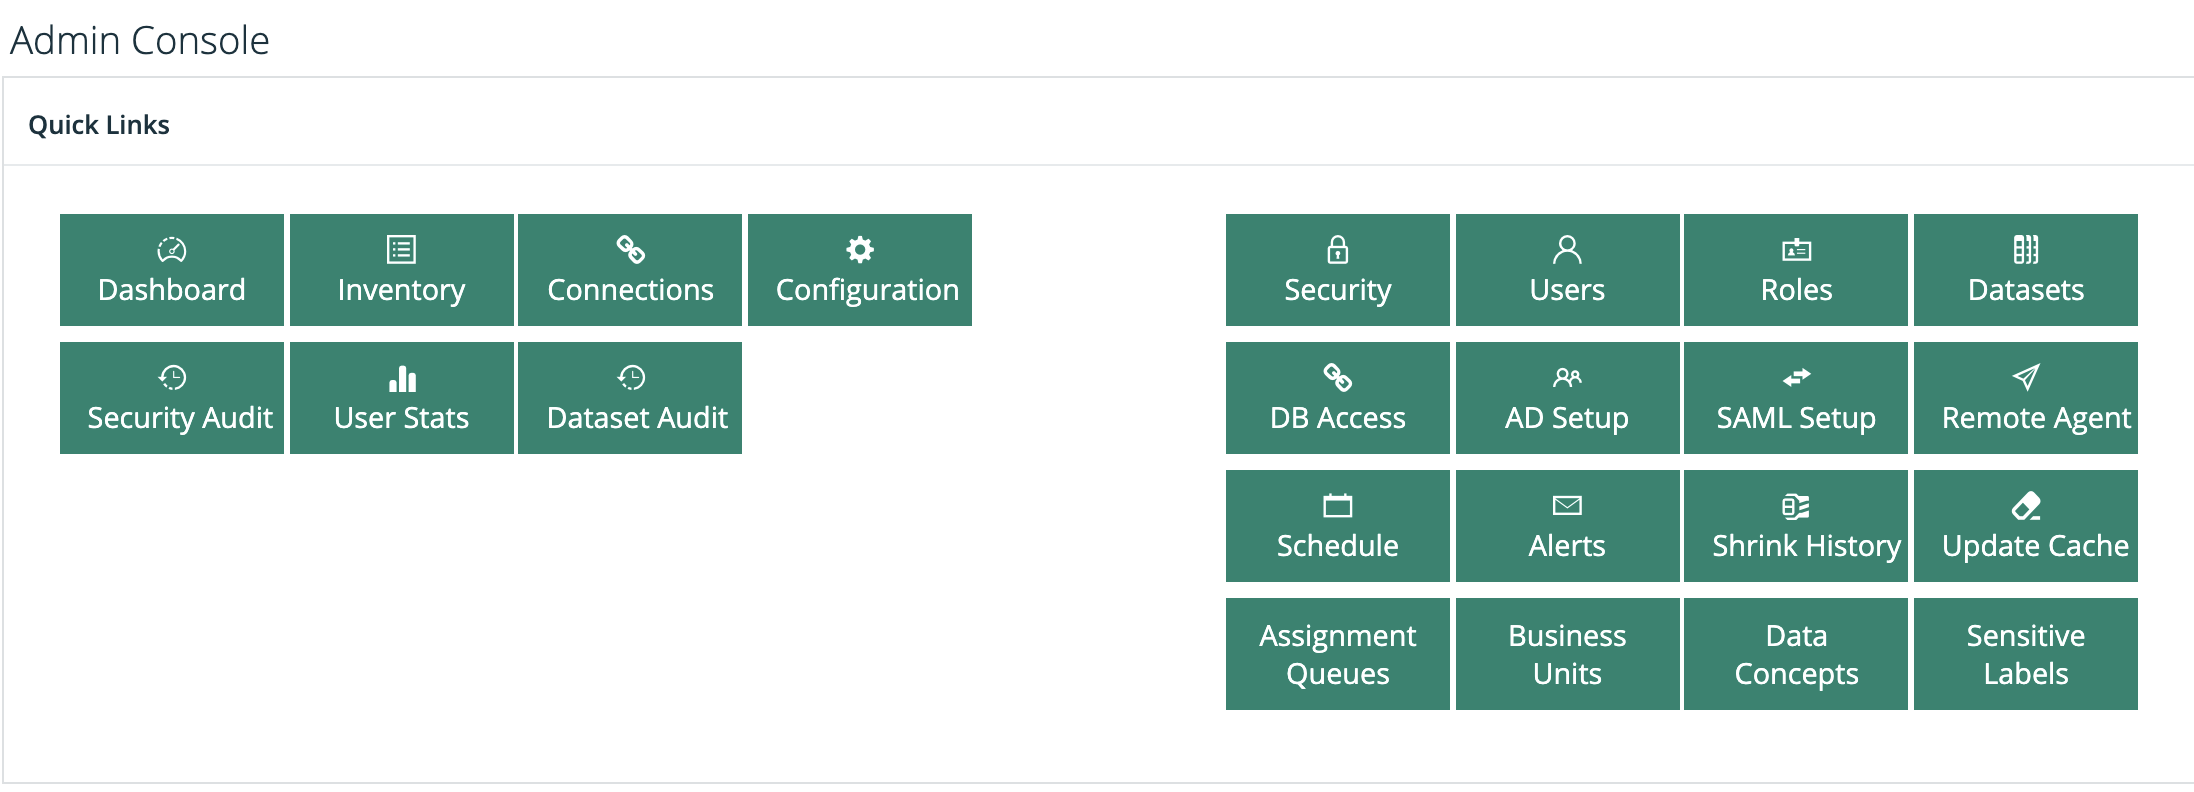 Admin Console
Quick Links
Dashboard
Inventory
Connections
Configuration
Security Audit
User Stats
Dataset Audit
Security
Users
Roles
Datasets
DB Access
AD Setup
SAML Setup
Remote Agent
Schedule
Alerts
Shrink History
Update Cache
Assignment
Queues
Business
Units
Data
Concepts
Sensitive
Labels